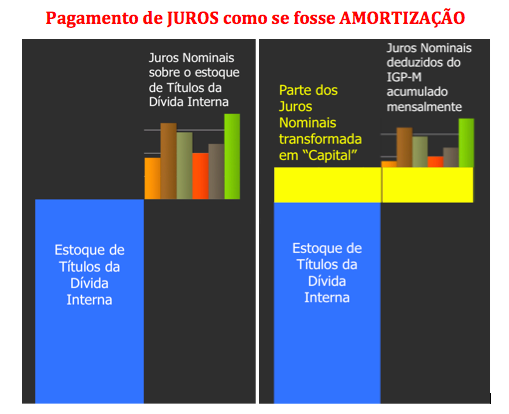 Pagamento de JUROS como se fosse AMORTIZAÇÃO
Juros Nominais
sobre o estoque
de Títulos da
Dívida Interna
Estoque de
Títulos da
Dívida
Interna
Juros Nominais
deduzidos do
IGP-M
acumulado
mensalmente
Parte dos
Juros
Nominais
transformada
em “Capital”
Estoque de
Títulos da
Dívida
Interna